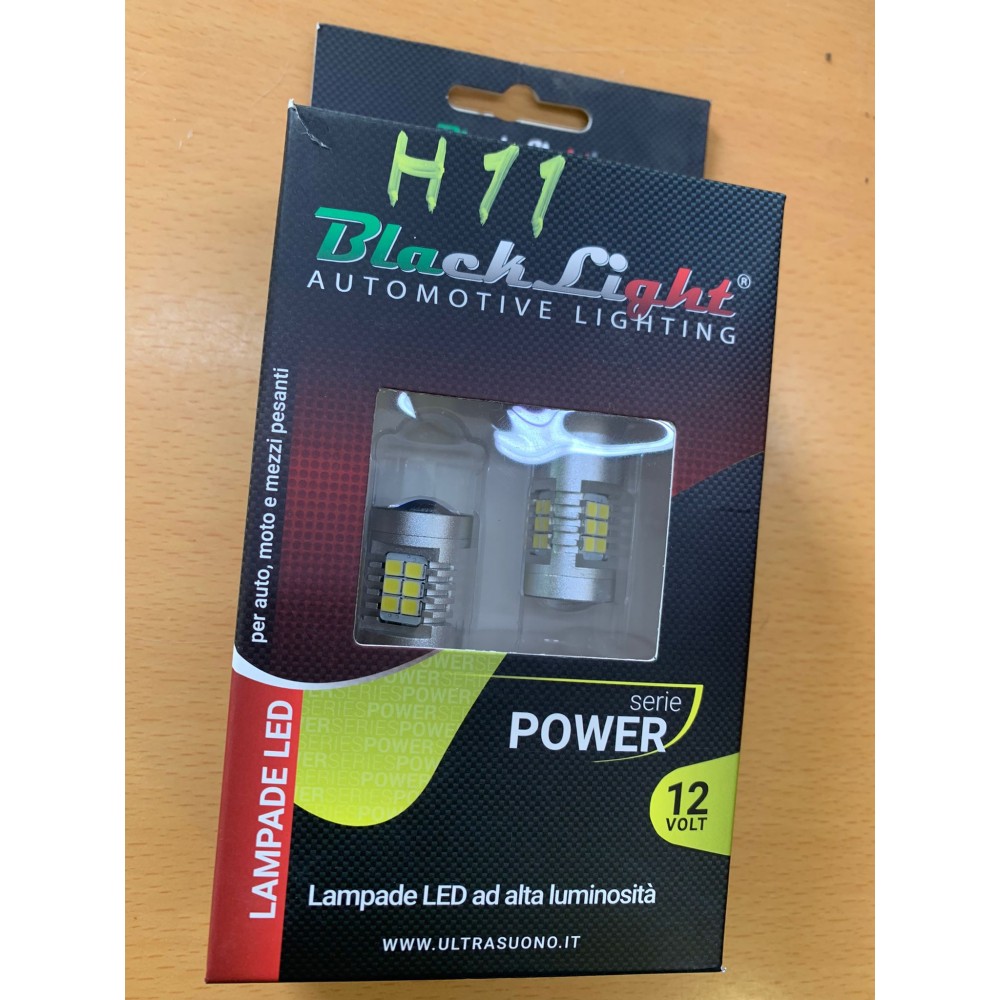 H11
BlackLight®
AUTOMOTIVE LIGHTING
per auto, moto e mezzi pesanti
LAMPADE LED
serie
POWER
12
VOLT
Lampade LED ad alta luminosità
WWW.ULTRASUONO.IT